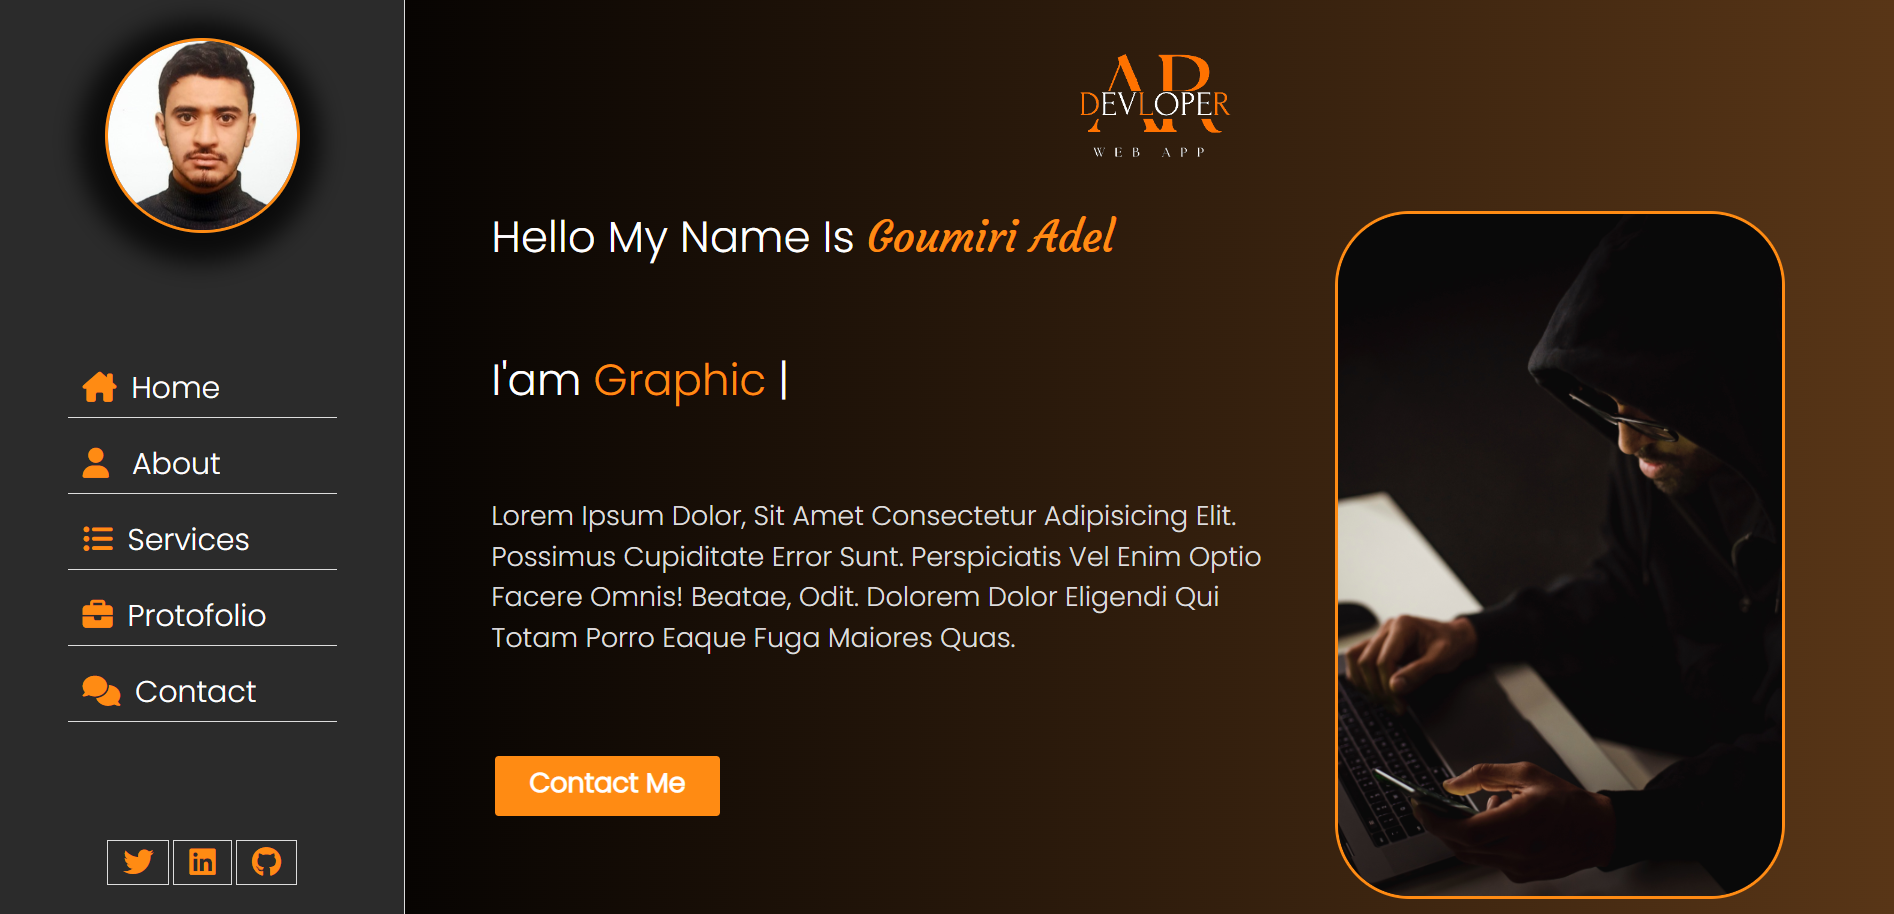 AR
DEVLOPER
WEB APP
Hello My Name Is Goumiri Adel
I'am Graphic |
Lorem Ipsum Dolor, Sit Amet Consectetur Adipisicing Elit.
Possimus Cupiditate Error Sunt. Perspiciatis Vel Enim Optio
Facere Omnis! Beatae, Odit. Dolorem Dolor Eligendi Qui
Totam Porro Eaque Fuga Maiores Quas.
Contact Me
Home
About
Services
Protofolio
Contact
in